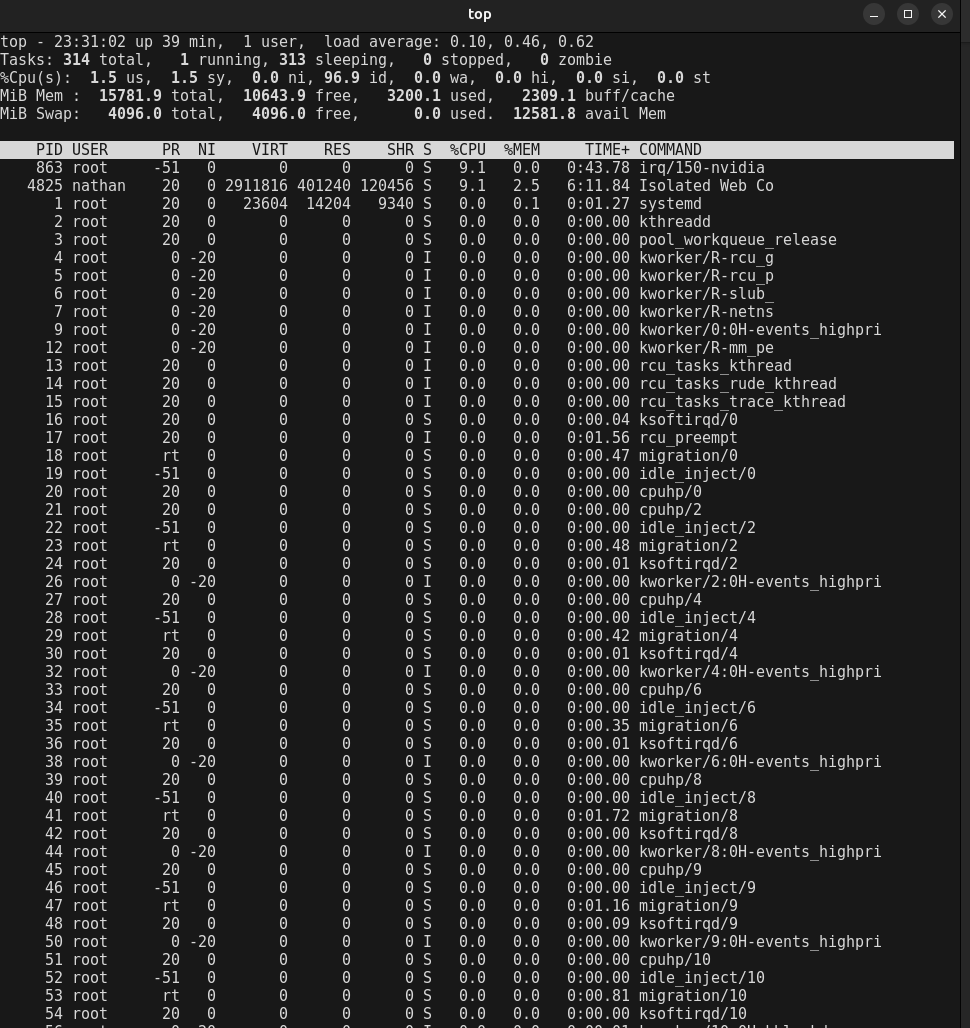 top
top - 23:31:02 up 39 min,  1 user,  load average: 0.10, 0.46, 0.62
Tasks: 314 total,   1 running, 313 sleeping,   0 stopped,   0 zombie
%Cpu(s):  1.5 us,  1.5 sy,  0.0 ni, 96.9 id,  0.0 wa,  0.0 hi,  0.0 si,  0.0 st
MiB Mem :  15781.9 total,  10643.9 free,   3200.1 used,   2309.1 buff/cache
MiB Swap:   4096.0 total,   4096.0 free,      0.0 used.  12581.8 avail Mem
PID USER      PR  NI    VIRT    RES    SHR S  %CPU  %MEM     TIME+ COMMAND
863 root     -51   0       0      0      0 S   9.1   0.0   0:43.78 irq/150-nvidia
4825 nathan    20   0 2911816 401240 120456 S   9.1   2.5   6:11.84 Isolated Web Co
1 root      20   0   23604  14204   9340 S   0.0   0.1   0:01.27 systemd
2 root      20   0       0      0      0 S   0.0   0.0   0:00.00 kthreadd
3 root      20   0       0      0      0 S   0.0   0.0   0:00.00 pool_workqueue_release
4 root       0 -20       0      0      0 I   0.0   0.0   0:00.00 kworker/R-rcu_g
5 root       0 -20       0      0      0 I   0.0   0.0   0:00.00 kworker/R-rcu_p
6 root       0 -20       0      0      0 I   0.0   0.0   0:00.00 kworker/R-slub_
7 root       0 -20       0      0      0 I   0.0   0.0   0:00.00 kworker/R-netns
9 root       0 -20       0      0      0 I   0.0   0.0   0:00.00 kworker/0:0H-events_highpri
12 root       0 -20       0      0      0 I   0.0   0.0   0:00.00 kworker/R-mm_pe
13 root      20   0       0      0      0 I   0.0   0.0   0:00.00 rcu_tasks_kthread
14 root      20   0       0      0      0 I   0.0   0.0   0:00.00 rcu_tasks_rude_kthread
15 root      20   0       0      0      0 I   0.0   0.0   0:00.00 rcu_tasks_trace_kthread
16 root      20   0       0      0      0 S   0.0   0.0   0:00.04 ksoftirqd/0
17 root      20   0       0      0      0 I   0.0   0.0   0:01.56 rcu_preempt
18 root      rt   0       0      0      0 S   0.0   0.0   0:00.47 migration/0
19 root     -51   0       0      0      0 S   0.0   0.0   0:00.00 idle_inject/0
20 root      20   0       0      0      0 S   0.0   0.0   0:00.00 cpuhp/0
21 root      20   0       0      0      0 S   0.0   0.0   0:00.00 cpuhp/2
22 root     -51   0       0      0      0 S   0.0   0.0   0:00.00 idle_inject/2
23 root      rt   0       0      0      0 S   0.0   0.0   0:00.48 migration/2
24 root      20   0       0      0      0 S   0.0   0.0   0:00.01 ksoftirqd/2
26 root       0 -20       0      0      0 I   0.0   0.0   0:00.00 kworker/2:0H-events_highpri
27 root      20   0       0      0      0 S   0.0   0.0   0:00.00 cpuhp/4
28 root     -51   0       0      0      0 S   0.0   0.0   0:00.00 idle_inject/4
29 root      rt   0       0      0      0 S   0.0   0.0   0:00.42 migration/4
30 root      20   0       0      0      0 S   0.0   0.0   0:00.01 ksoftirqd/4
32 root       0 -20       0      0      0 I   0.0   0.0   0:00.00 kworker/4:0H-events_highpri
33 root      20   0       0      0      0 S   0.0   0.0   0:00.00 cpuhp/6
34 root     -51   0       0      0      0 S   0.0   0.0   0:00.00 idle_inject/6
35 root      rt   0       0      0      0 S   0.0   0.0   0:00.35 migration/6
36 root      20   0       0      0      0 S   0.0   0.0   0:00.01 ksoftirqd/6
38 root       0 -20       0      0      0 I   0.0   0.0   0:00.00 kworker/6:0H-events_highpri
39 root      20   0       0      0      0 S   0.0   0.0   0:00.00 cpuhp/8
40 root     -51   0       0      0      0 S   0.0   0.0   0:00.00 idle_inject/8
41 root      rt   0       0      0      0 S   0.0   0.0   0:01.72 migration/8
42 root      20   0       0      0      0 S   0.0   0.0   0:00.00 ksoftirqd/8
44 root       0 -20       0      0      0 I   0.0   0.0   0:00.00 kworker/8:0H-events_highpri
45 root      20   0       0      0      0 S   0.0   0.0   0:00.00 cpuhp/9
46 root     -51   0       0      0      0 S   0.0   0.0   0:00.00 idle_inject/9
47 root      rt   0       0      0      0 S   0.0   0.0   0:01.16 migration/9
48 root      20   0       0      0      0 S   0.0   0.0   0:00.09 ksoftirqd/9
50 root       0 -20       0      0      0 I   0.0   0.0   0:00.00 kworker/9:0H-events_highpri
51 root      20   0       0      0      0 S   0.0   0.0   0:00.00 cpuhp/10
52 root     -51   0       0      0      0 S   0.0   0.0   0:00.00 idle_inject/10
53 root      rt   0       0      0      0 S   0.0   0.0   0:00.81 migration/10
54 root      20   0       0      0      0 S   0.0   0.0   0:00.00 ksoftirqd/10